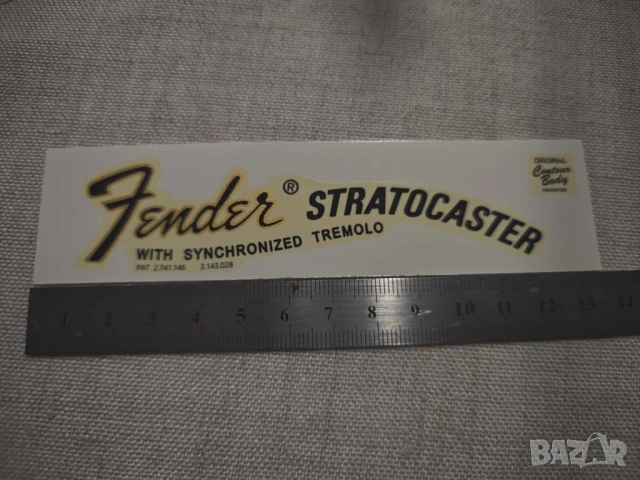 Fender® STRATOCASTER
WITH SYNCHRONIZED TREMOLO
PAT 2.741.146 3.143.028
ORIGINAL
Contour
Body
PATENTED
1 2 3 4 5 6 7 8 9 10 11 12 13 14
BAZAR